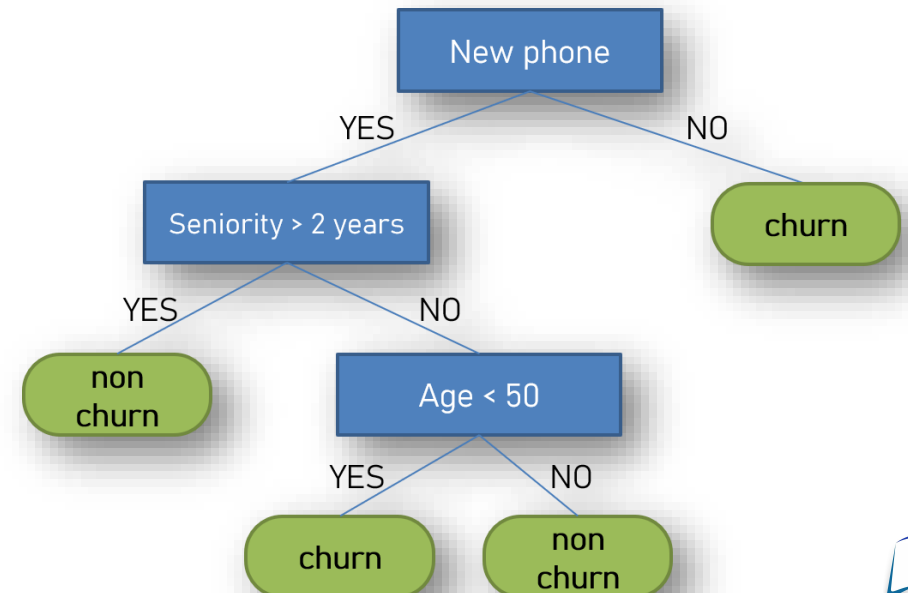 New phone
YES
NO
Seniority > 2 years
churn
YES
NO
non
churn
Age < 50
YES
NO
churn
non
churn